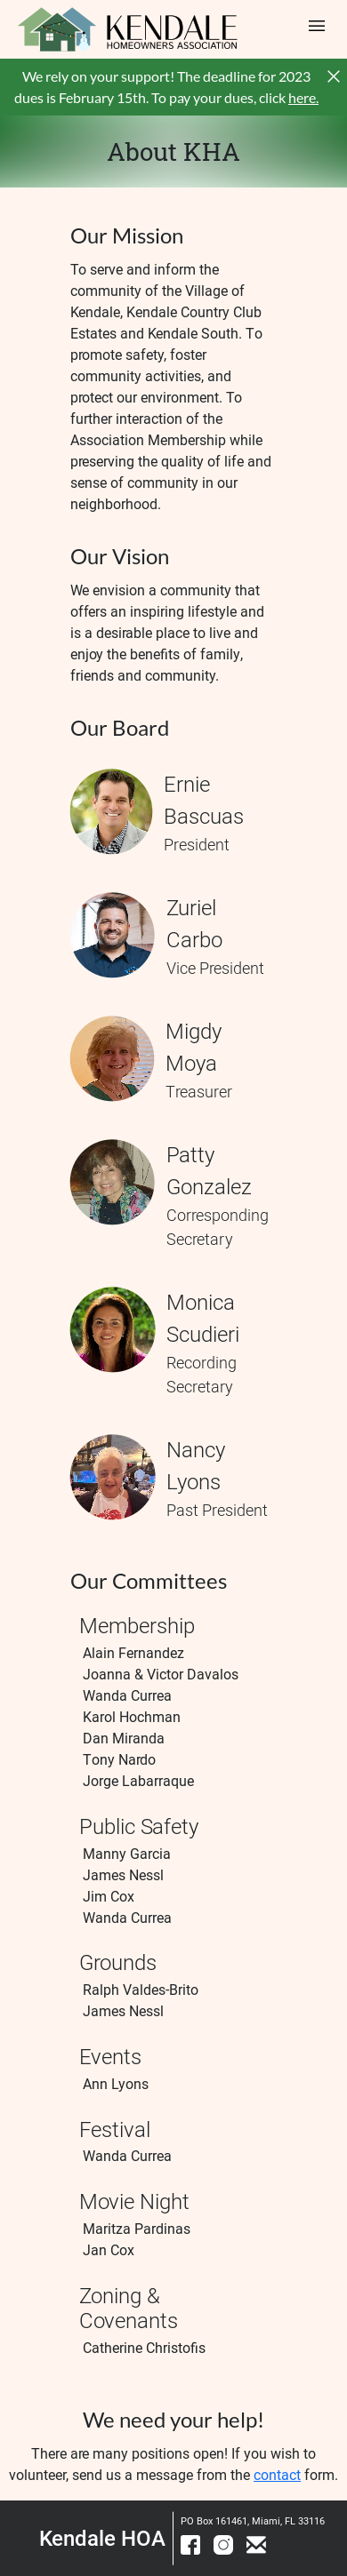 KENDALE
HOMEOWNERS ASSOCIATION
We rely on your support! The deadline for 2023
dues is February 15th. To pay your dues, click here.
About KHA
Our Mission
To serve and inform the
community of the Village of
Kendale, Kendale Country Club
Estates and Kendale South. To
promote safety, foster
community activities, and
protect our environment. To
further interaction of the
Association Membership while
preserving the quality of life and
sense of community in our
neighborhood.
Our Vision
We envision a community that
offers an inspiring lifestyle and
is a desirable place to live and
enjoy the benefits of family,
friends and community.
Our Board
Ernie
Bascuas
President
Zuriel
Carbo
Vice President
Migdy
Moya
Treasurer
Patty
Gonzalez
Corresponding
Secretary
Monica
Scudieri
Recording
Secretary
Nancy
Lyons
Past President
Our Committees
Membership
Alain Fernandez
Joanna & Victor Davalos
Wanda Currea
Karol Hochman
Dan Miranda
Tony Nardo
Jorge Labarraque
Public Safety
Manny Garcia
James Nessl
Jim Cox
Wanda Currea
Grounds
Ralph Valdes-Brito
James Nessl
Events
Ann Lyons
Festival
Wanda Currea
Movie Night
Maritza Pardinas
Jan Cox
Zoning &
Covenants
Catherine Christofis
We need your help!
There are many positions open! If you wish to
volunteer, send us a message from the contact form.
Kendale HOA
PO Box 161461, Miami, FL 33116